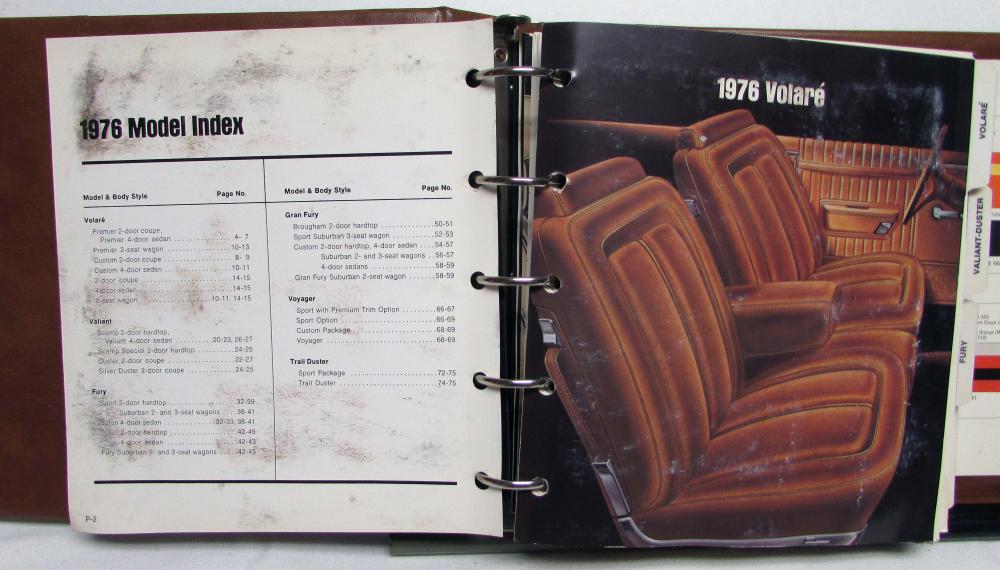 1976 Model Index
Model & Body Style Page No.
Volaré
Premier 2-door coupe,
Premier 4-door sedan 4- 7
Premier 2-seat wagon 10-13
Custom 2-door coupe 8- 9
Custom 4-door sedan 10-11
2-door coupe 14-15
4-door sedan 14-15
2-seat wagon 10-11, 14-15
Valiant
Scamp 2-door hardtop,
Valiant 4-door sedan 20-23, 26-27
Scamp Special 2-door hardtop 24-25
Duster 2-door coupe 22-27
Silver Duster 2-door coupe 24-25
Fury
Sport 2-door hardtop 32-39
Suburban 2- and 3-seat wagons 38-41
Salon 4-door sedan 32-33, 38-41
2-door hardtop 42-45
4-door sedan 42-43
Fury Suburban 2- and 3-seat wagons 42-45
P-2
Model & Body Style Page No.
Gran Fury
Brougham 2-door hardtop 50-51
Sport Suburban 3-seat wagon 52-53
Custom 2-door hardtop, 4-door sedan 54-57
Suburban 2- and 3-seat wagons 56-57
4-door sedans 58-59
Gran Fury Suburban 2-seat wagon 58-59
Voyager
Sport with Premium Trim Option 66-67
Sport Option 66-69
Custom Package 68-69
Voyager 68-69
Trail Duster
Sport Package 72-75
Trail Duster 74-75
1976 Volaré
VOLARÉ
VALIANT-DUSTER
FURY